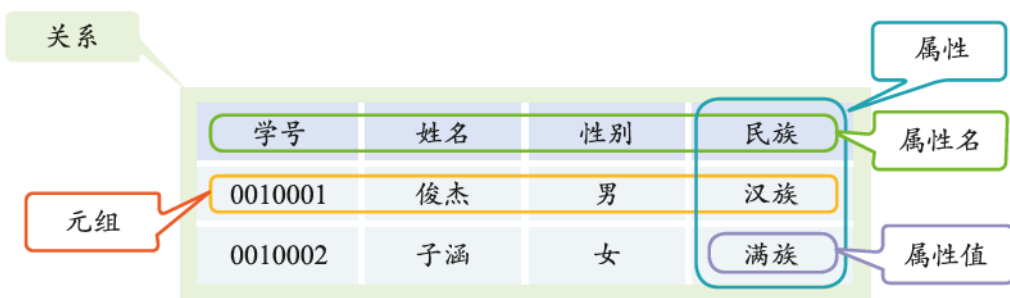 关系
属性
学号 姓名 性别 民族
属性名
0010001 俊杰 男 汉族
元组
0010002 子涵 女 满族
属性值